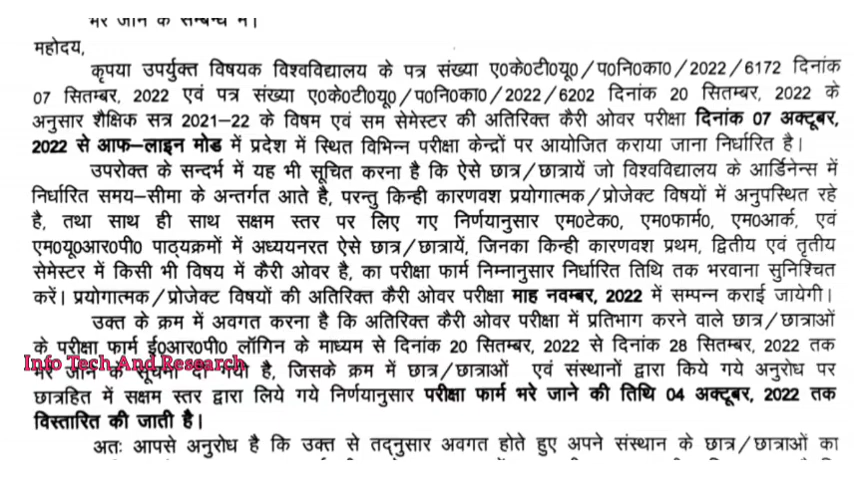 भरे जाने के सम्बन्ध में।
महोदय,
कृपया उपर्युक्त विषयक विश्वविद्यालय के पत्र संख्या ए0के0टी0यू0/प0नि0का0/2022/6172 दिनांक
07 सितम्बर, 2022 एवं पत्र संख्या ए0के0टी0यू0/प0नि0का0/2022/6202 दिनांक 20 सितम्बर, 2022 के
अनुसार शैक्षिक सत्र 2021–22 के विषम एवं सम सेमेस्टर की अतिरिक्त कैरी ओवर परीक्षा दिनांक 07 अक्टूबर,
2022 से आफ–लाइन मोड में प्रदेश में स्थित विभिन्न परीक्षा केन्द्रों पर आयोजित कराया जाना निर्धारित है।
उपरोक्त के सन्दर्भ में यह भी सूचित करना है कि ऐसे छात्र/छात्रायें जो विश्वविद्यालय के आर्डिनेन्स में
निर्धारित समय–सीमा के अन्तर्गत आते है, परन्तु किन्ही कारणवश प्रयोगात्मक/प्रोजेक्ट विषयों में अनुपस्थित रहे
है, तथा साथ ही साथ सक्षम स्तर पर लिए गए निर्णयानुसार एम0टेक0, एम0फार्म0, एम0आर्क, एवं
एम0यू0आर0पी0 पाठ्यक्रमों में अध्ययनरत ऐसे छात्र/छात्रायें, जिनका किन्ही कारणवश प्रथम, द्वितीय एवं तृतीय
सेमेस्टर में किसी भी विषय में कैरी ओवर है, का परीक्षा फार्म निम्नानुसार निर्धारित तिथि तक भरवाना सुनिश्चित
करें। प्रयोगात्मक/प्रोजेक्ट विषयों की अतिरिक्त कैरी ओवर परीक्षा माह नवम्बर, 2022 में सम्पन्न कराई जायेगी।
उक्त के क्रम में अवगत करना है कि अतिरिक्त कैरी ओवर परीक्षा में प्रतिभाग करने वाले छात्र/छात्राओं
के परीक्षा फार्म ई0आर0पी0 लॉगिन के माध्यम से दिनांक 20 सितम्बर, 2022 से दिनांक 28 सितम्बर, 2022 तक
Info Tech And Research
भरे जाने के सूचना दी गयी है, जिसके क्रम में छात्र/छात्राओं एवं संस्थानों द्वारा किये गये अनुरोध पर
छात्रहित में सक्षम स्तर द्वारा लिये गये निर्णयानुसार परीक्षा फार्म भरे जाने की तिथि 04 अक्टूबर, 2022 तक
विस्तारित की जाती है।
अतः आपसे अनुरोध है कि उक्त से तद्नुसार अवगत होते हुए अपने संस्थान के छात्र/छात्राओं का